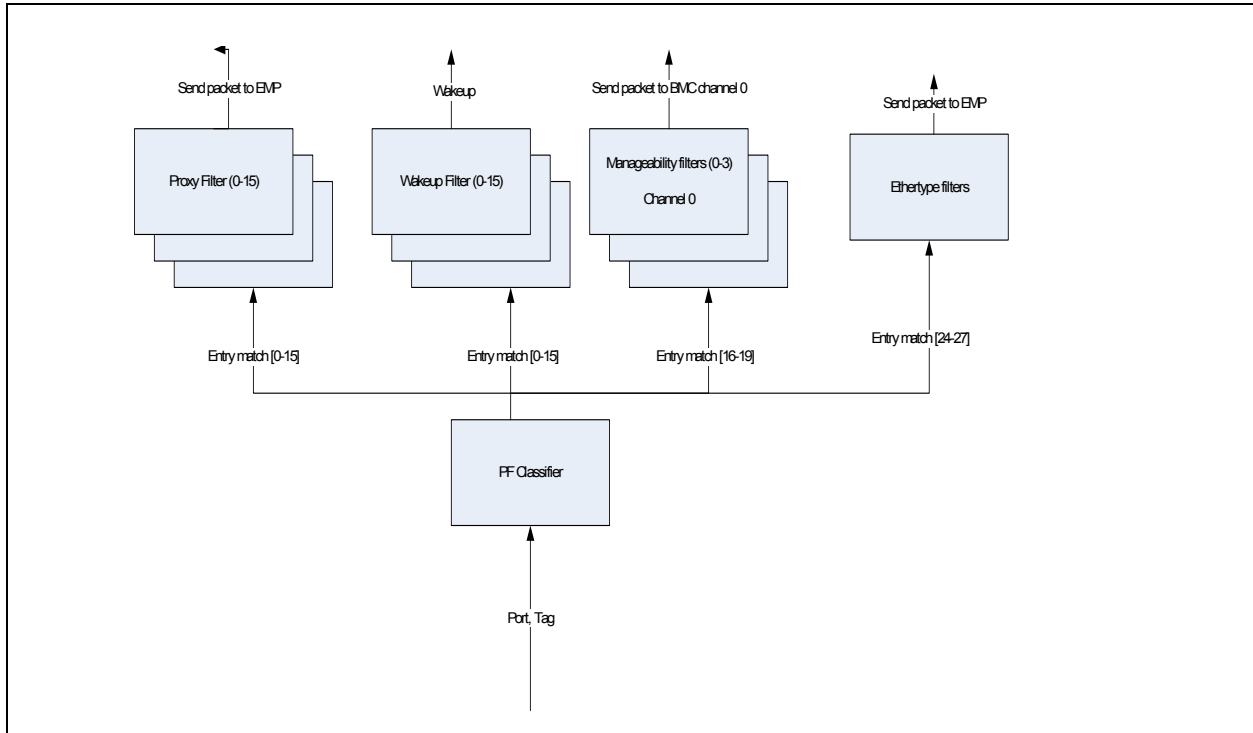 Send packet to EMP
Wakeup
Send packet to BMC channel 0
Send packet to EMP
Proxy Filter (0-15)
Wakeup Filter (0-15)
Manageability filters (0-3)
Channel 0
Ethertype filters
Entry match [0-15]
Entry match [0-15]
Entry match [16-19]
Entry match [24-27]
PF Classifier
Port, Tag